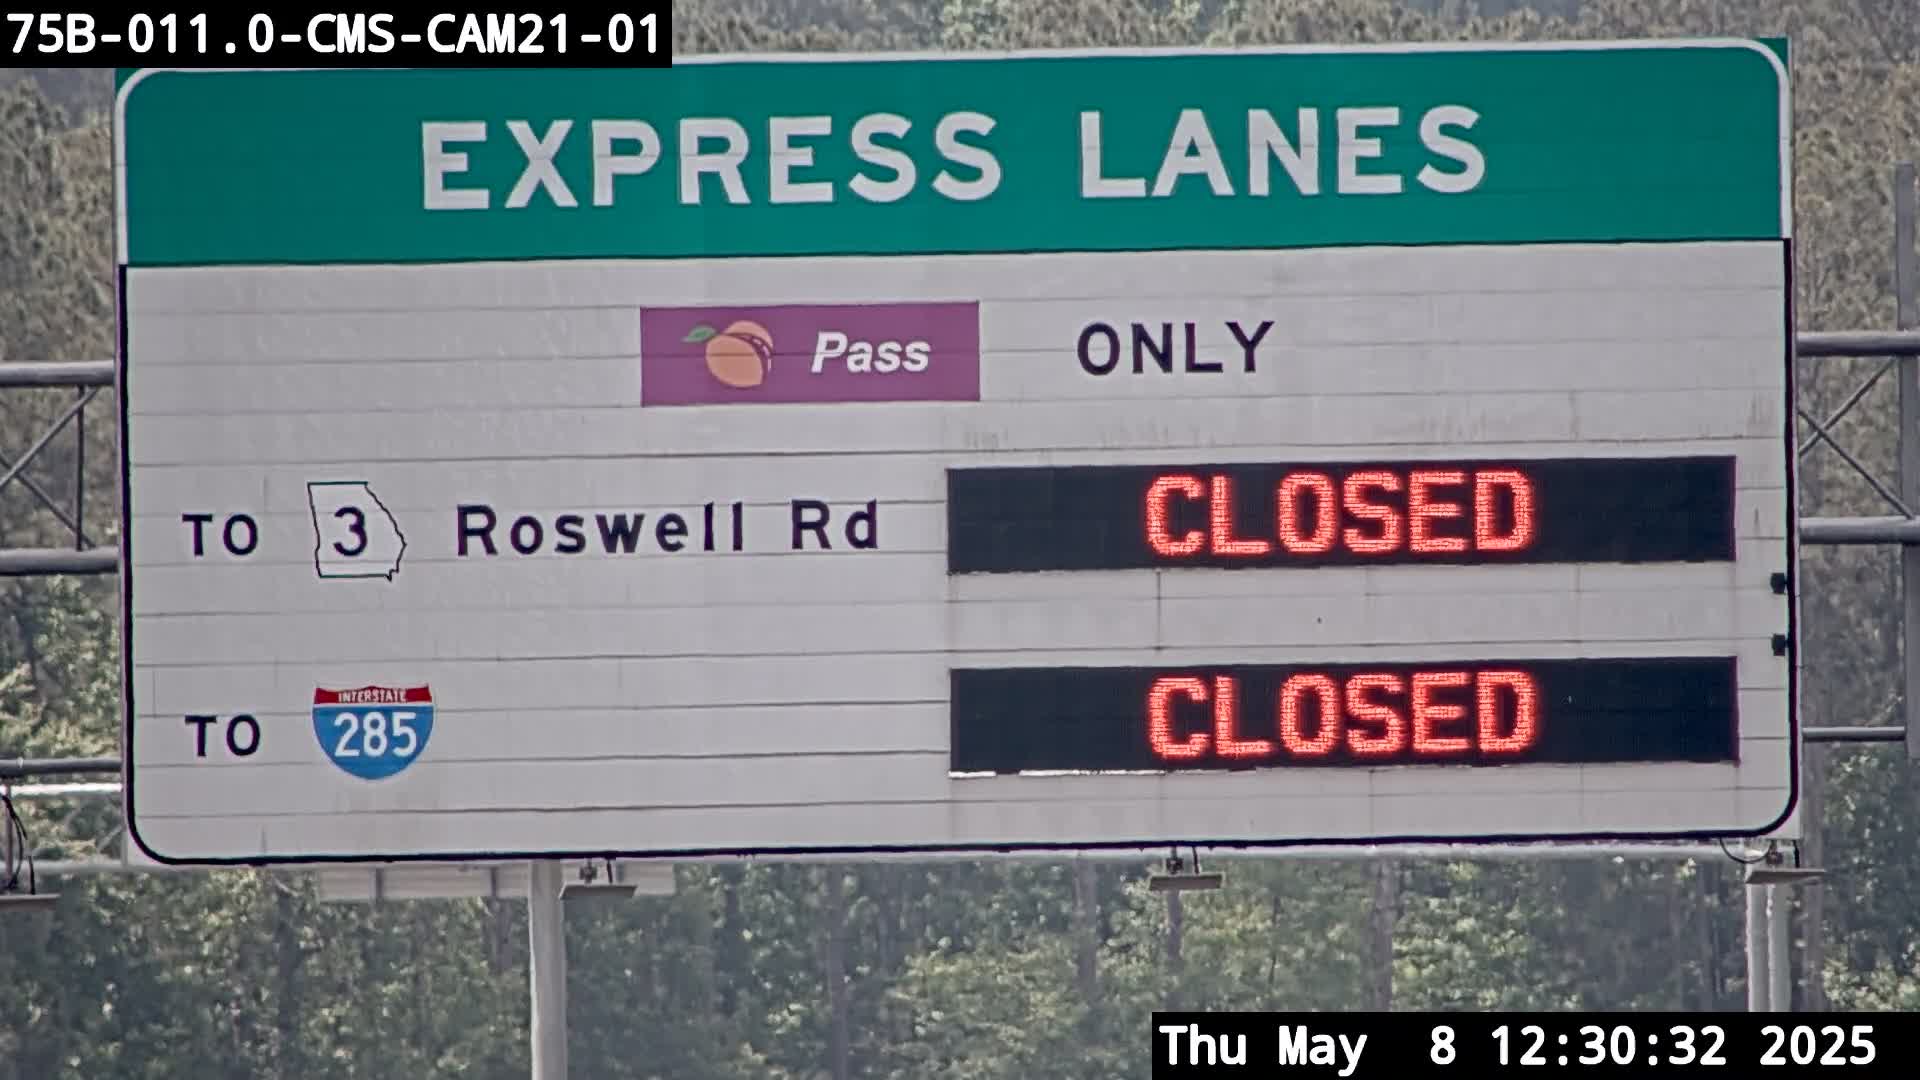 75B-011.0-CMS-CAM21-01
EXPRESS LANES
Pass ONLY
TO 3 Roswell Rd CLOSED
INTERSTATE
TO 285 CLOSED
Thu May 8 12:30:32 2025